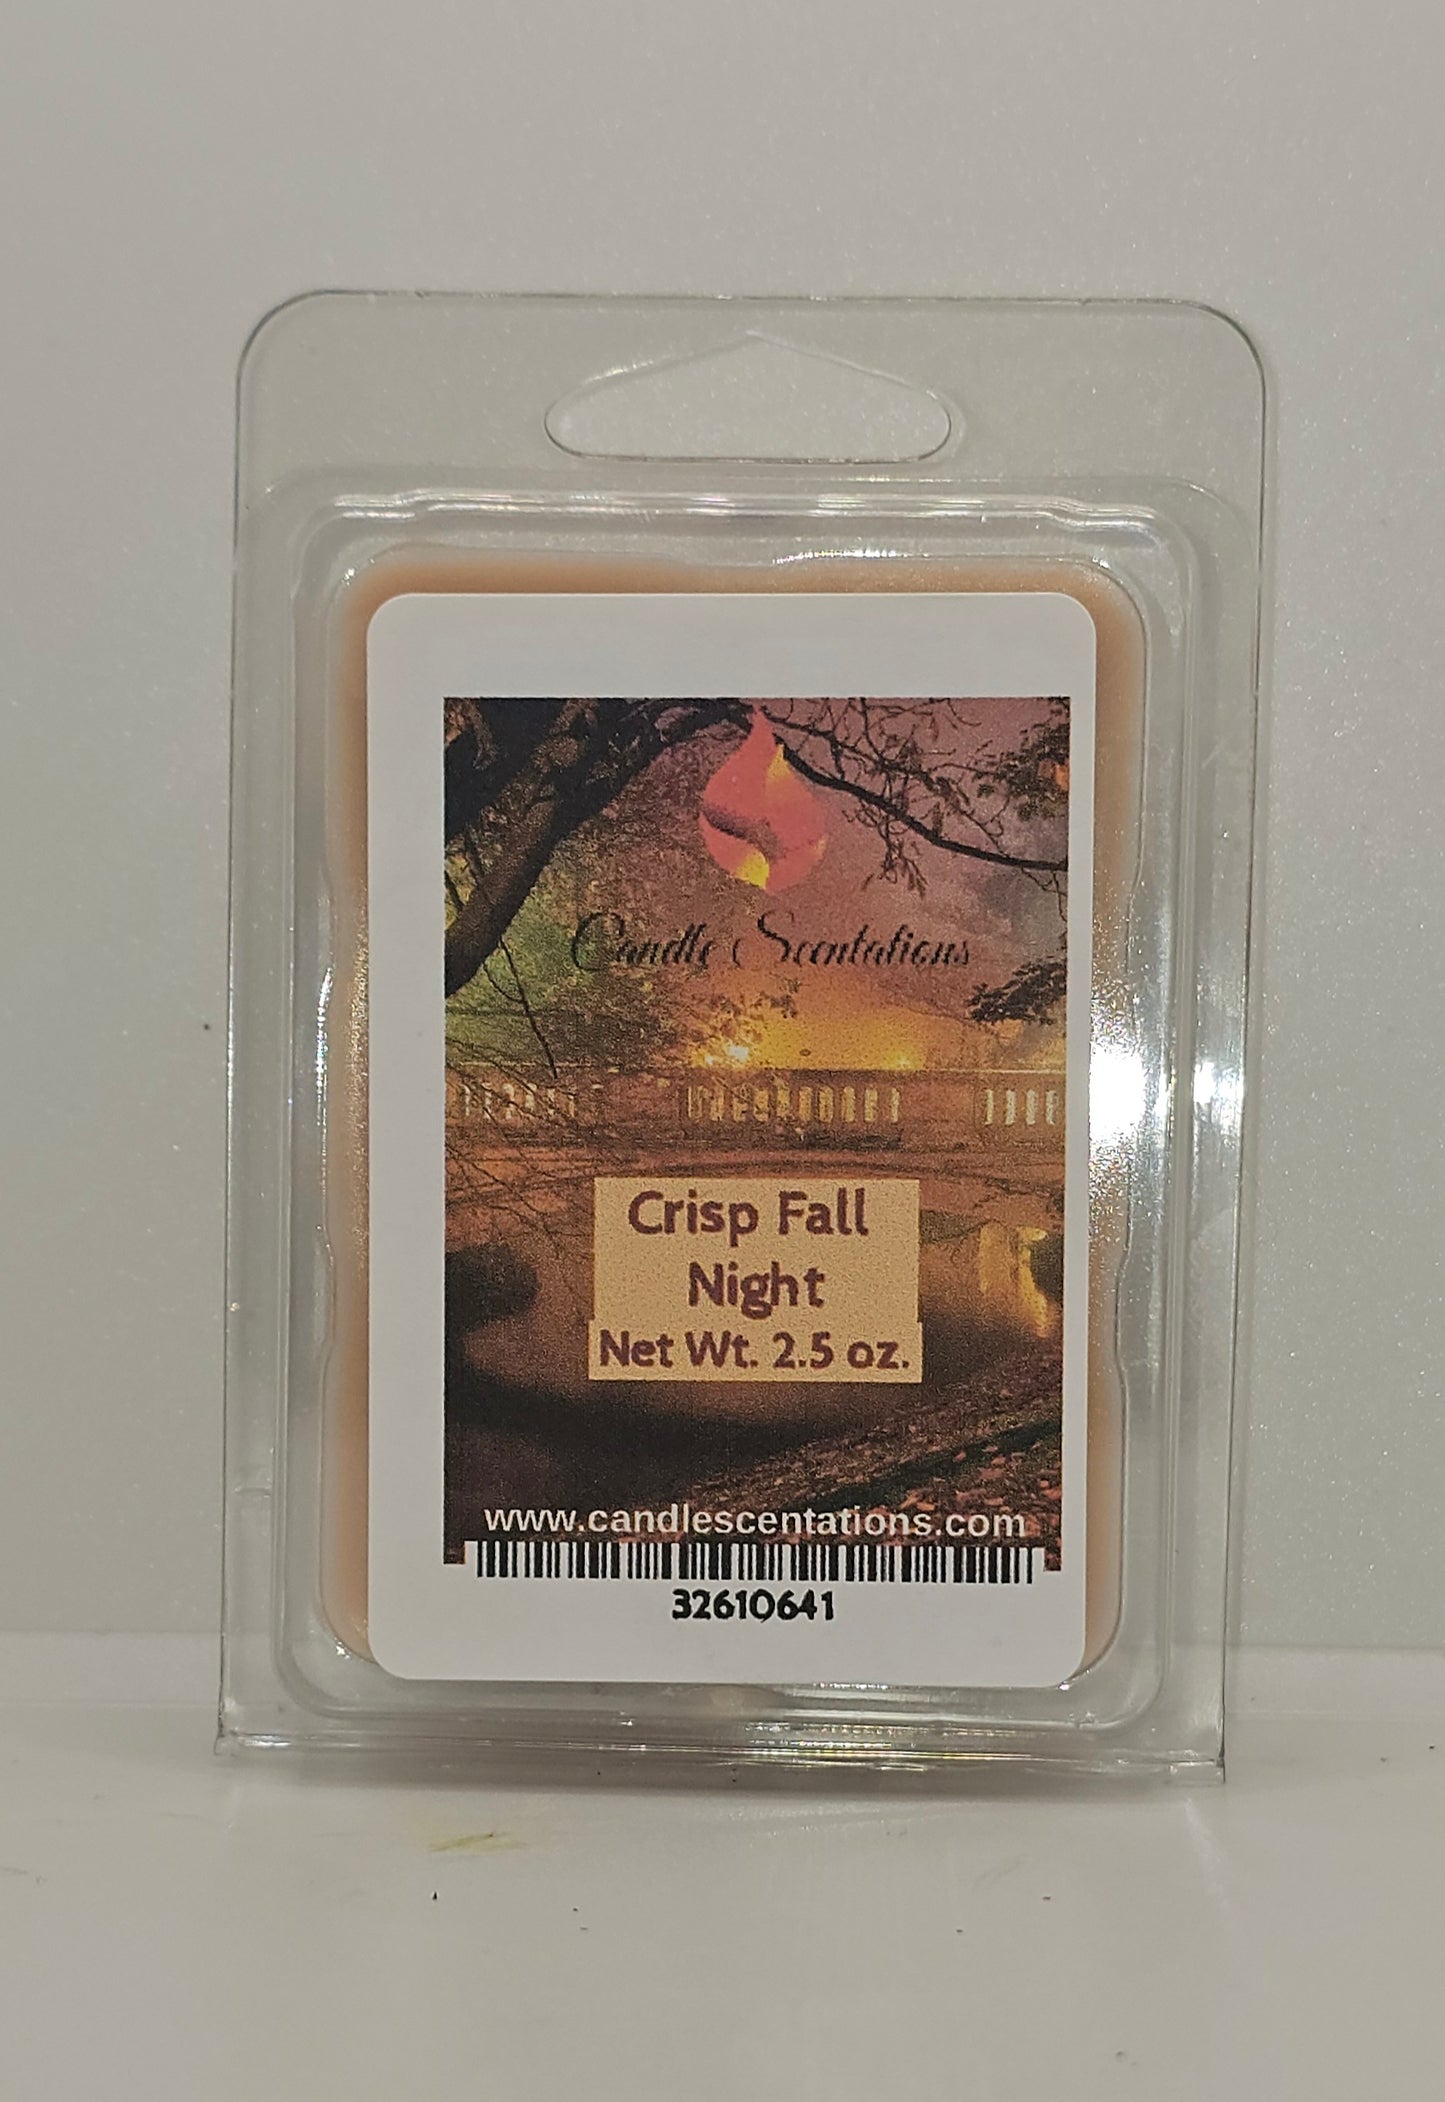 Candle Scentations
Crisp Fall
Night
Net Wt. 2.5 oz.
www.candlescentations.com
32610641